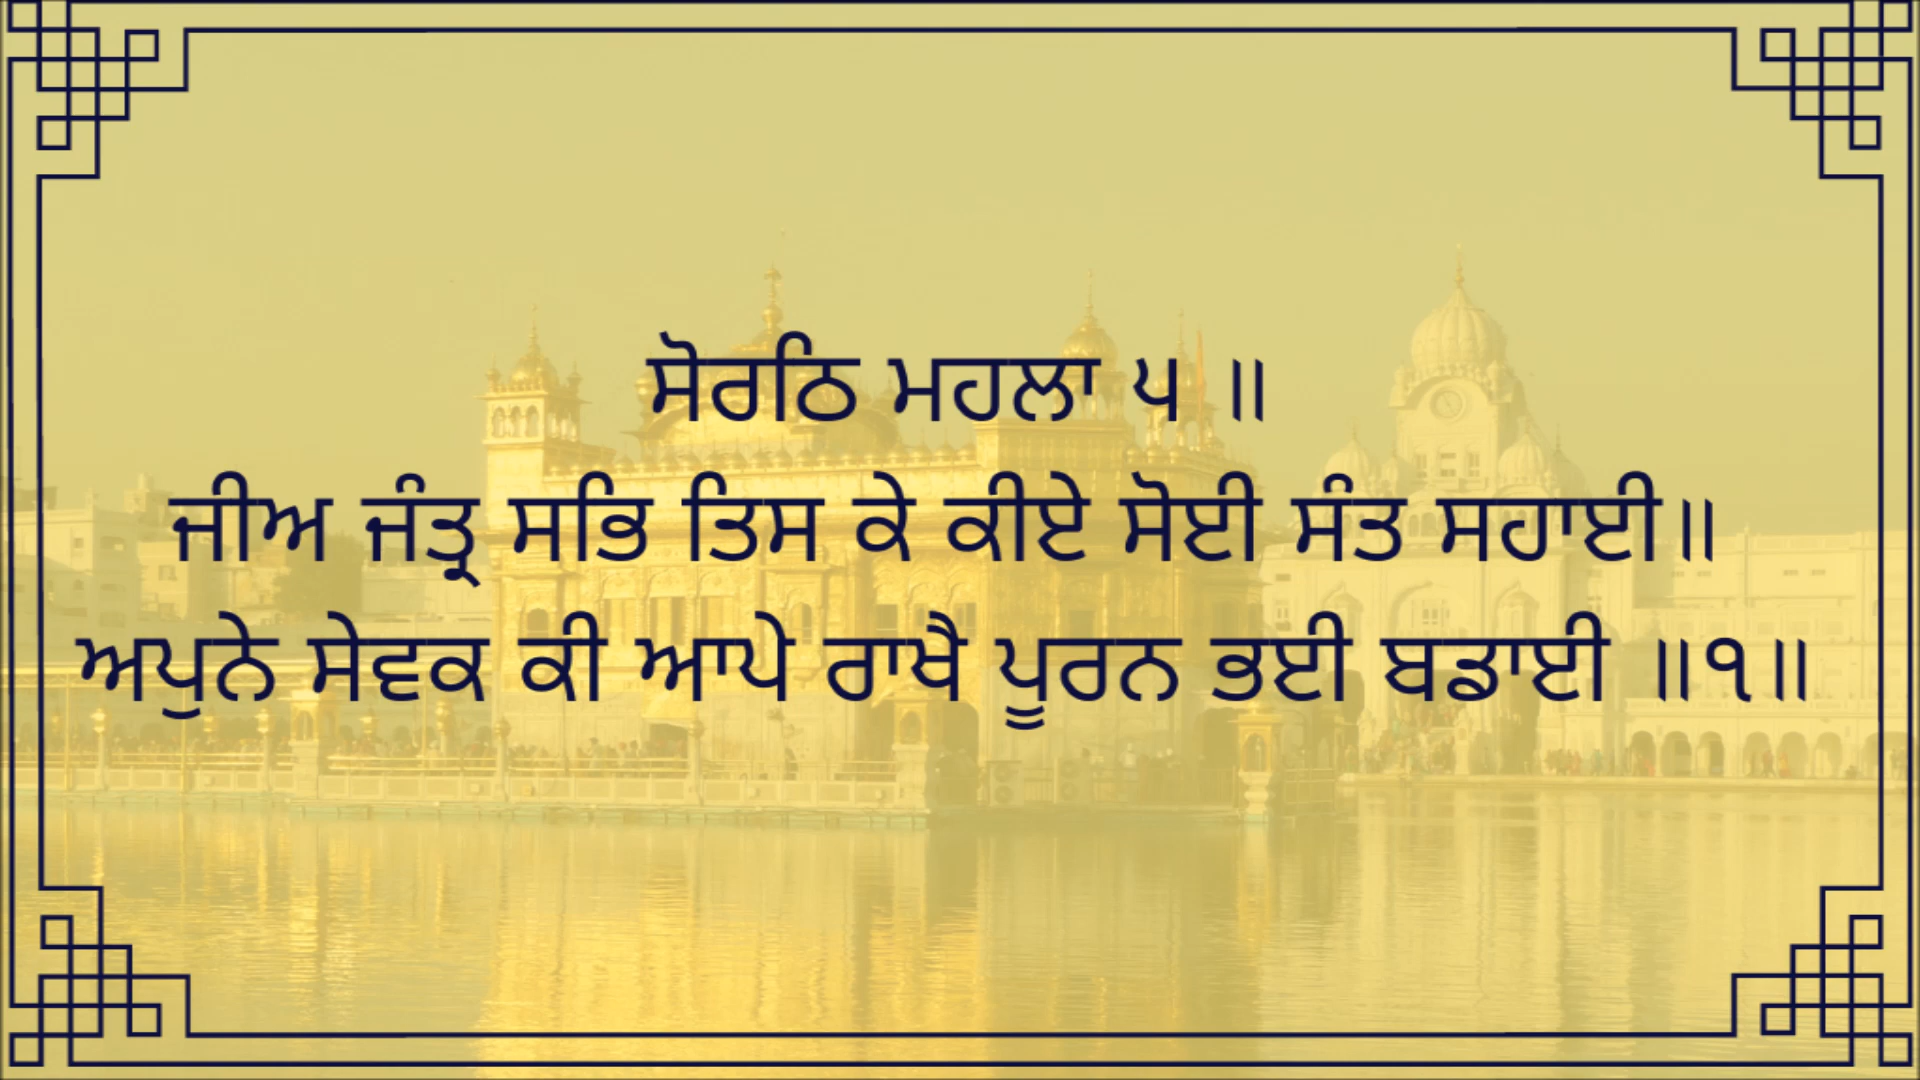 ਸੋਰਠਿ ਮਹਲਾ ੫ ॥
ਜੀਅ ਜੰਤ੍ਰ ਸਭਿ ਤਿਸ ਕੇ ਕੀਏ ਸੋਈ ਸੰਤ ਸਹਾਈ॥
ਅਪੁਨੇ ਸੇਵਕ ਕੀ ਆਪੇ ਰਾਖੈ ਪੂਰਨ ਭਈ ਬਡਾਈ ॥੧॥